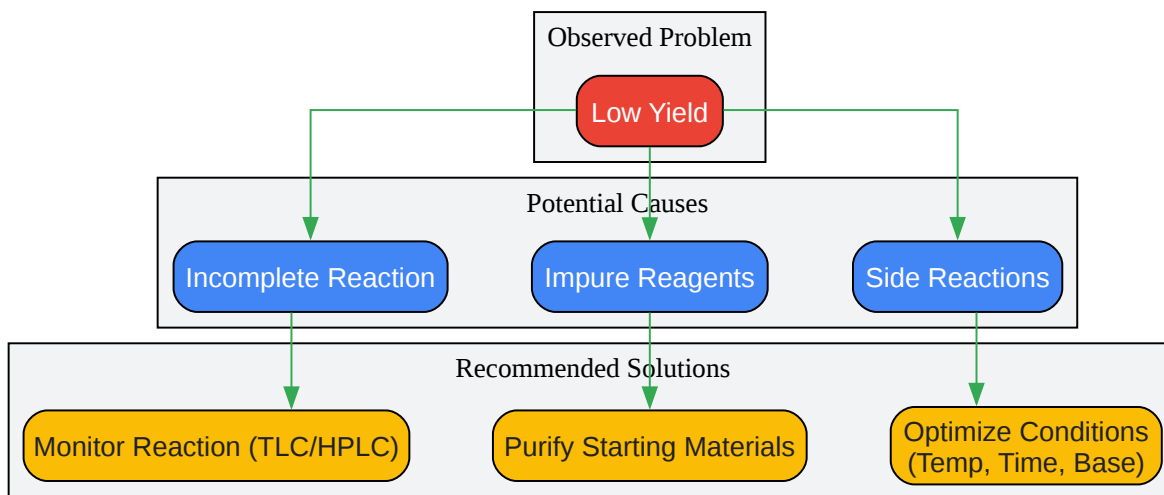 Observed Problem
Low Yield
Potential Causes
Incomplete Reaction
Impure Reagents
Side Reactions
Recommended Solutions
Monitor Reaction (TLC/HPLC)
Purify Starting Materials
Optimize Conditions
(Temp, Time, Base)